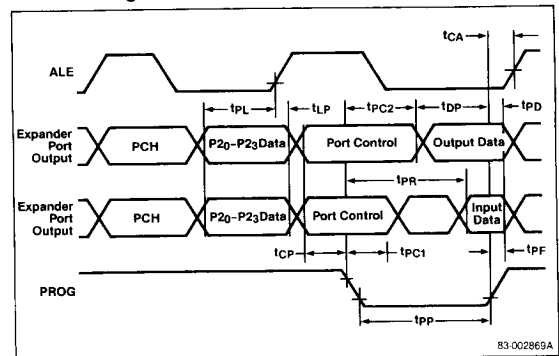 tCA
ALE
tPL
tLP
tPC2
tDP
tPD
Expander
Port
Output
PCH
P20–P23Data
Port Control
Output Data
tPR
Expander
Port
Output
PCH
P20–P23Data
Port Control
Input
Data
tCP
tPC1
tPF
PROG
tPP
83-002869A